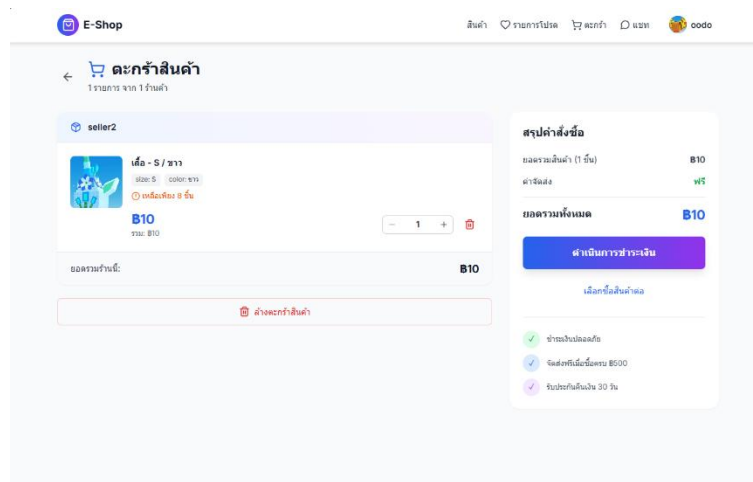 E-Shop
สินค้า
รายการโปรด
ตะกร้า
แชท
oodo
ตะกร้าสินค้า
1 รายการ จาก 1 ร้านค้า
seller2
เสื้อ - S / ขาว
size: S
color: ขาว
เหลือเพียง 8 ชิ้น
฿10
รวม: ฿10
- 1 +
ยอดรวมร้านนี้:
฿10
ล้างตะกร้าสินค้า
สรุปคำสั่งซื้อ
ยอดรวมสินค้า (1 ชิ้น)
฿10
ค่าจัดส่ง
ฟรี
ยอดรวมทั้งหมด
฿10
ดำเนินการชำระเงิน
เลือกซื้อสินค้าต่อ
ชำระเงินปลอดภัย
จัดส่งฟรีเมื่อซื้อครบ ฿500
รับประกันคืนเงิน 30 วัน